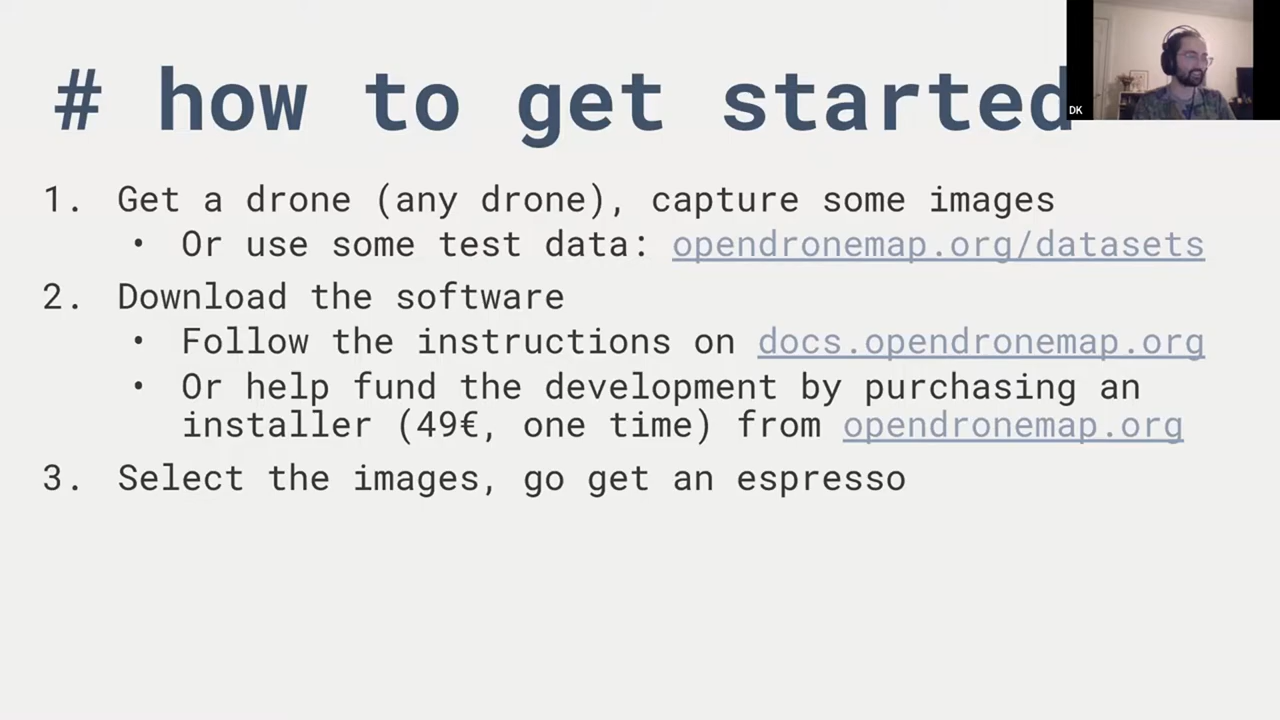 # how to get started
DK
1. Get a drone (any drone), capture some images
• Or use some test data: opendronemap.org/datasets
2. Download the software
• Follow the instructions on docs.opendronemap.org
• Or help fund the development by purchasing an
installer (49€, one time) from opendronemap.org
3. Select the images, go get an espresso